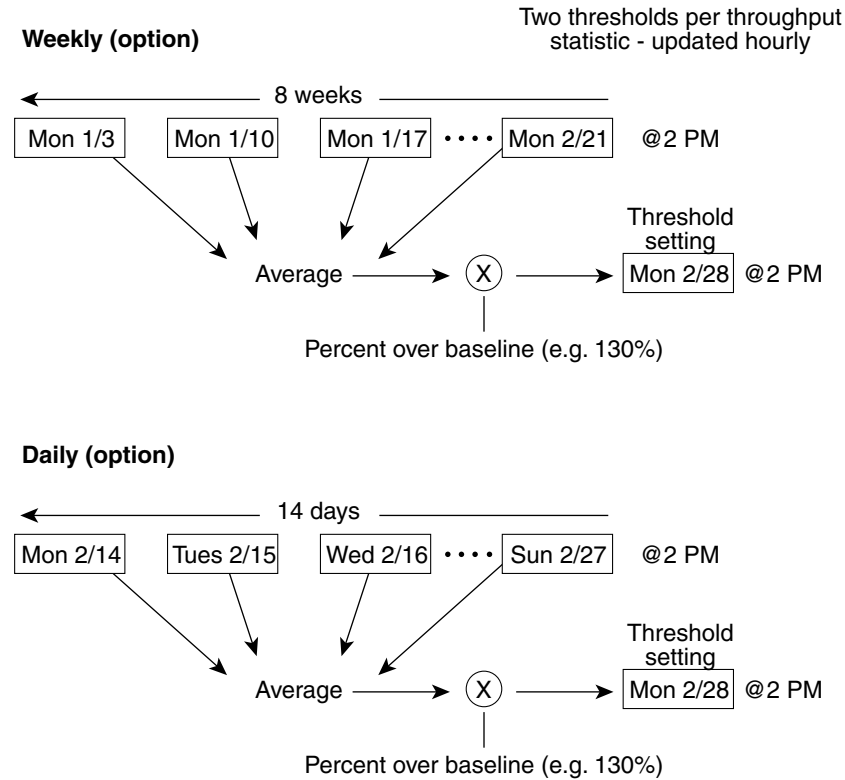 Two thresholds per throughput
statistic - updated hourly
Weekly (option)
8 weeks
Mon 1/3 Mon 1/10 Mon 1/17 •••• Mon 2/21 @2 PM
Threshold
setting
Average X Mon 2/28 @2 PM
Percent over baseline (e.g. 130%)
Daily (option)
14 days
Mon 2/14 Tues 2/15 Wed 2/16 •••• Sun 2/27 @2 PM
Threshold
setting
Average X Mon 2/28 @2 PM
Percent over baseline (e.g. 130%)